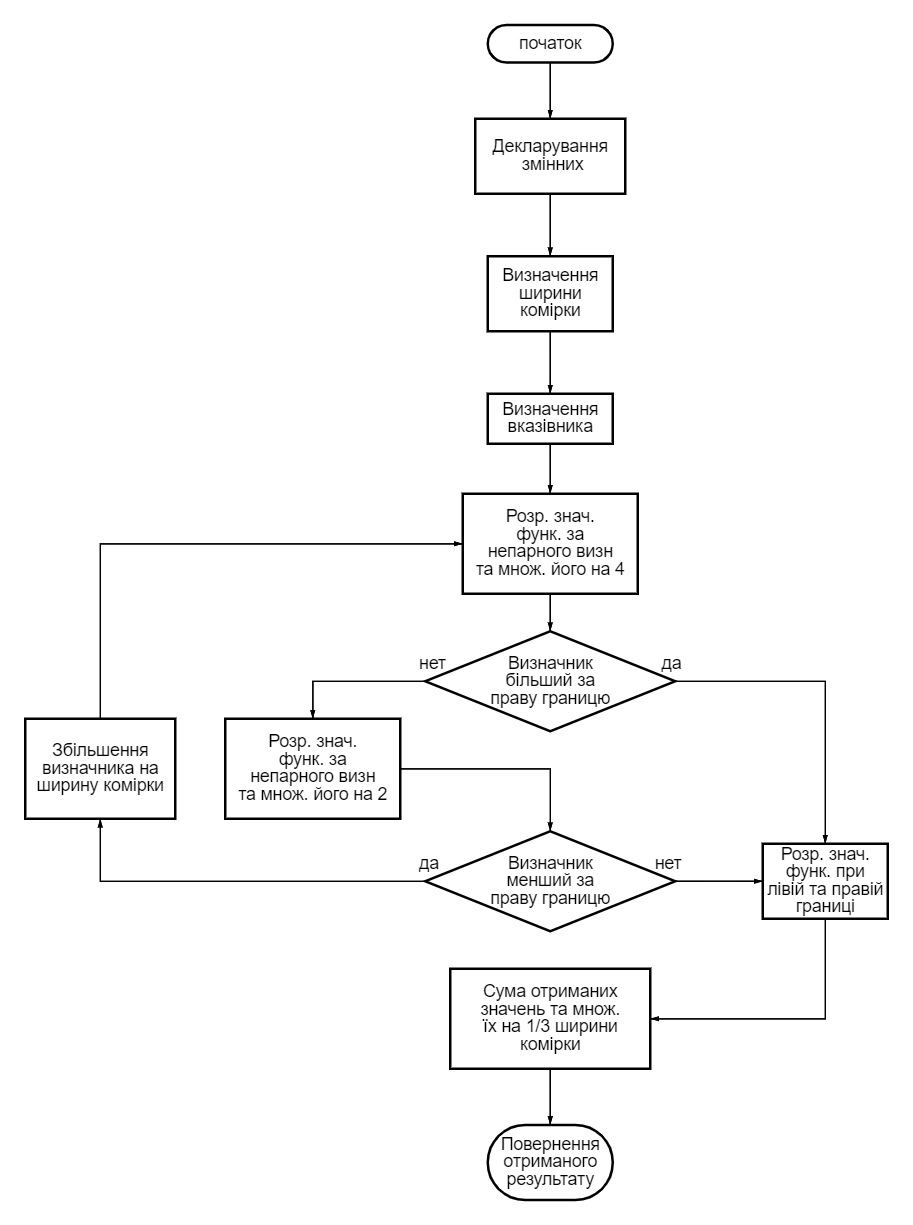 початок
Декларування
змінних
Визначення
ширини
комірки
Визначення
вказівника
Розр. знач.
функ. за
непарного визн
та множ. його на 4
нет
Визначник
більший за
праву границю
да
Збільшення
визначника на
ширину комірки
Розр. знач.
функ. за
непарного визн
та множ. його на 2
да
Визначник
менший за
праву границю
нет
Розр. знач.
функ. при
лівій та правій
границі
Сума отриманих
значень та множ.
їх на 1/3 ширини
комірки
Повернення
отриманого
результату